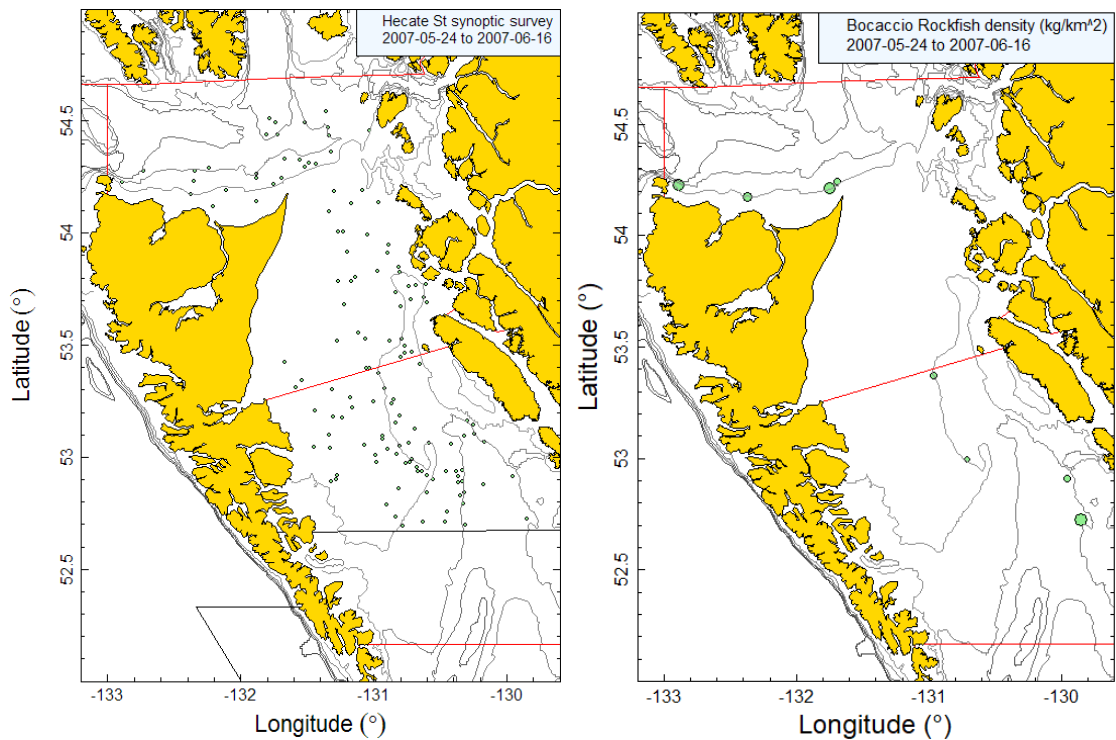 Hecate St synoptic survey
2007-05-24 to 2007-06-16
54.5
54
53.5
53
52.5
Latitude (°)
-133
-132
-131
-130
Longitude (°)
Bocaccio Rockfish density (kg/km^2)
2007-05-24 to 2007-06-16
54.5
54
53.5
53
52.5
Latitude (°)
-133
-132
-131
-130
Longitude (°)